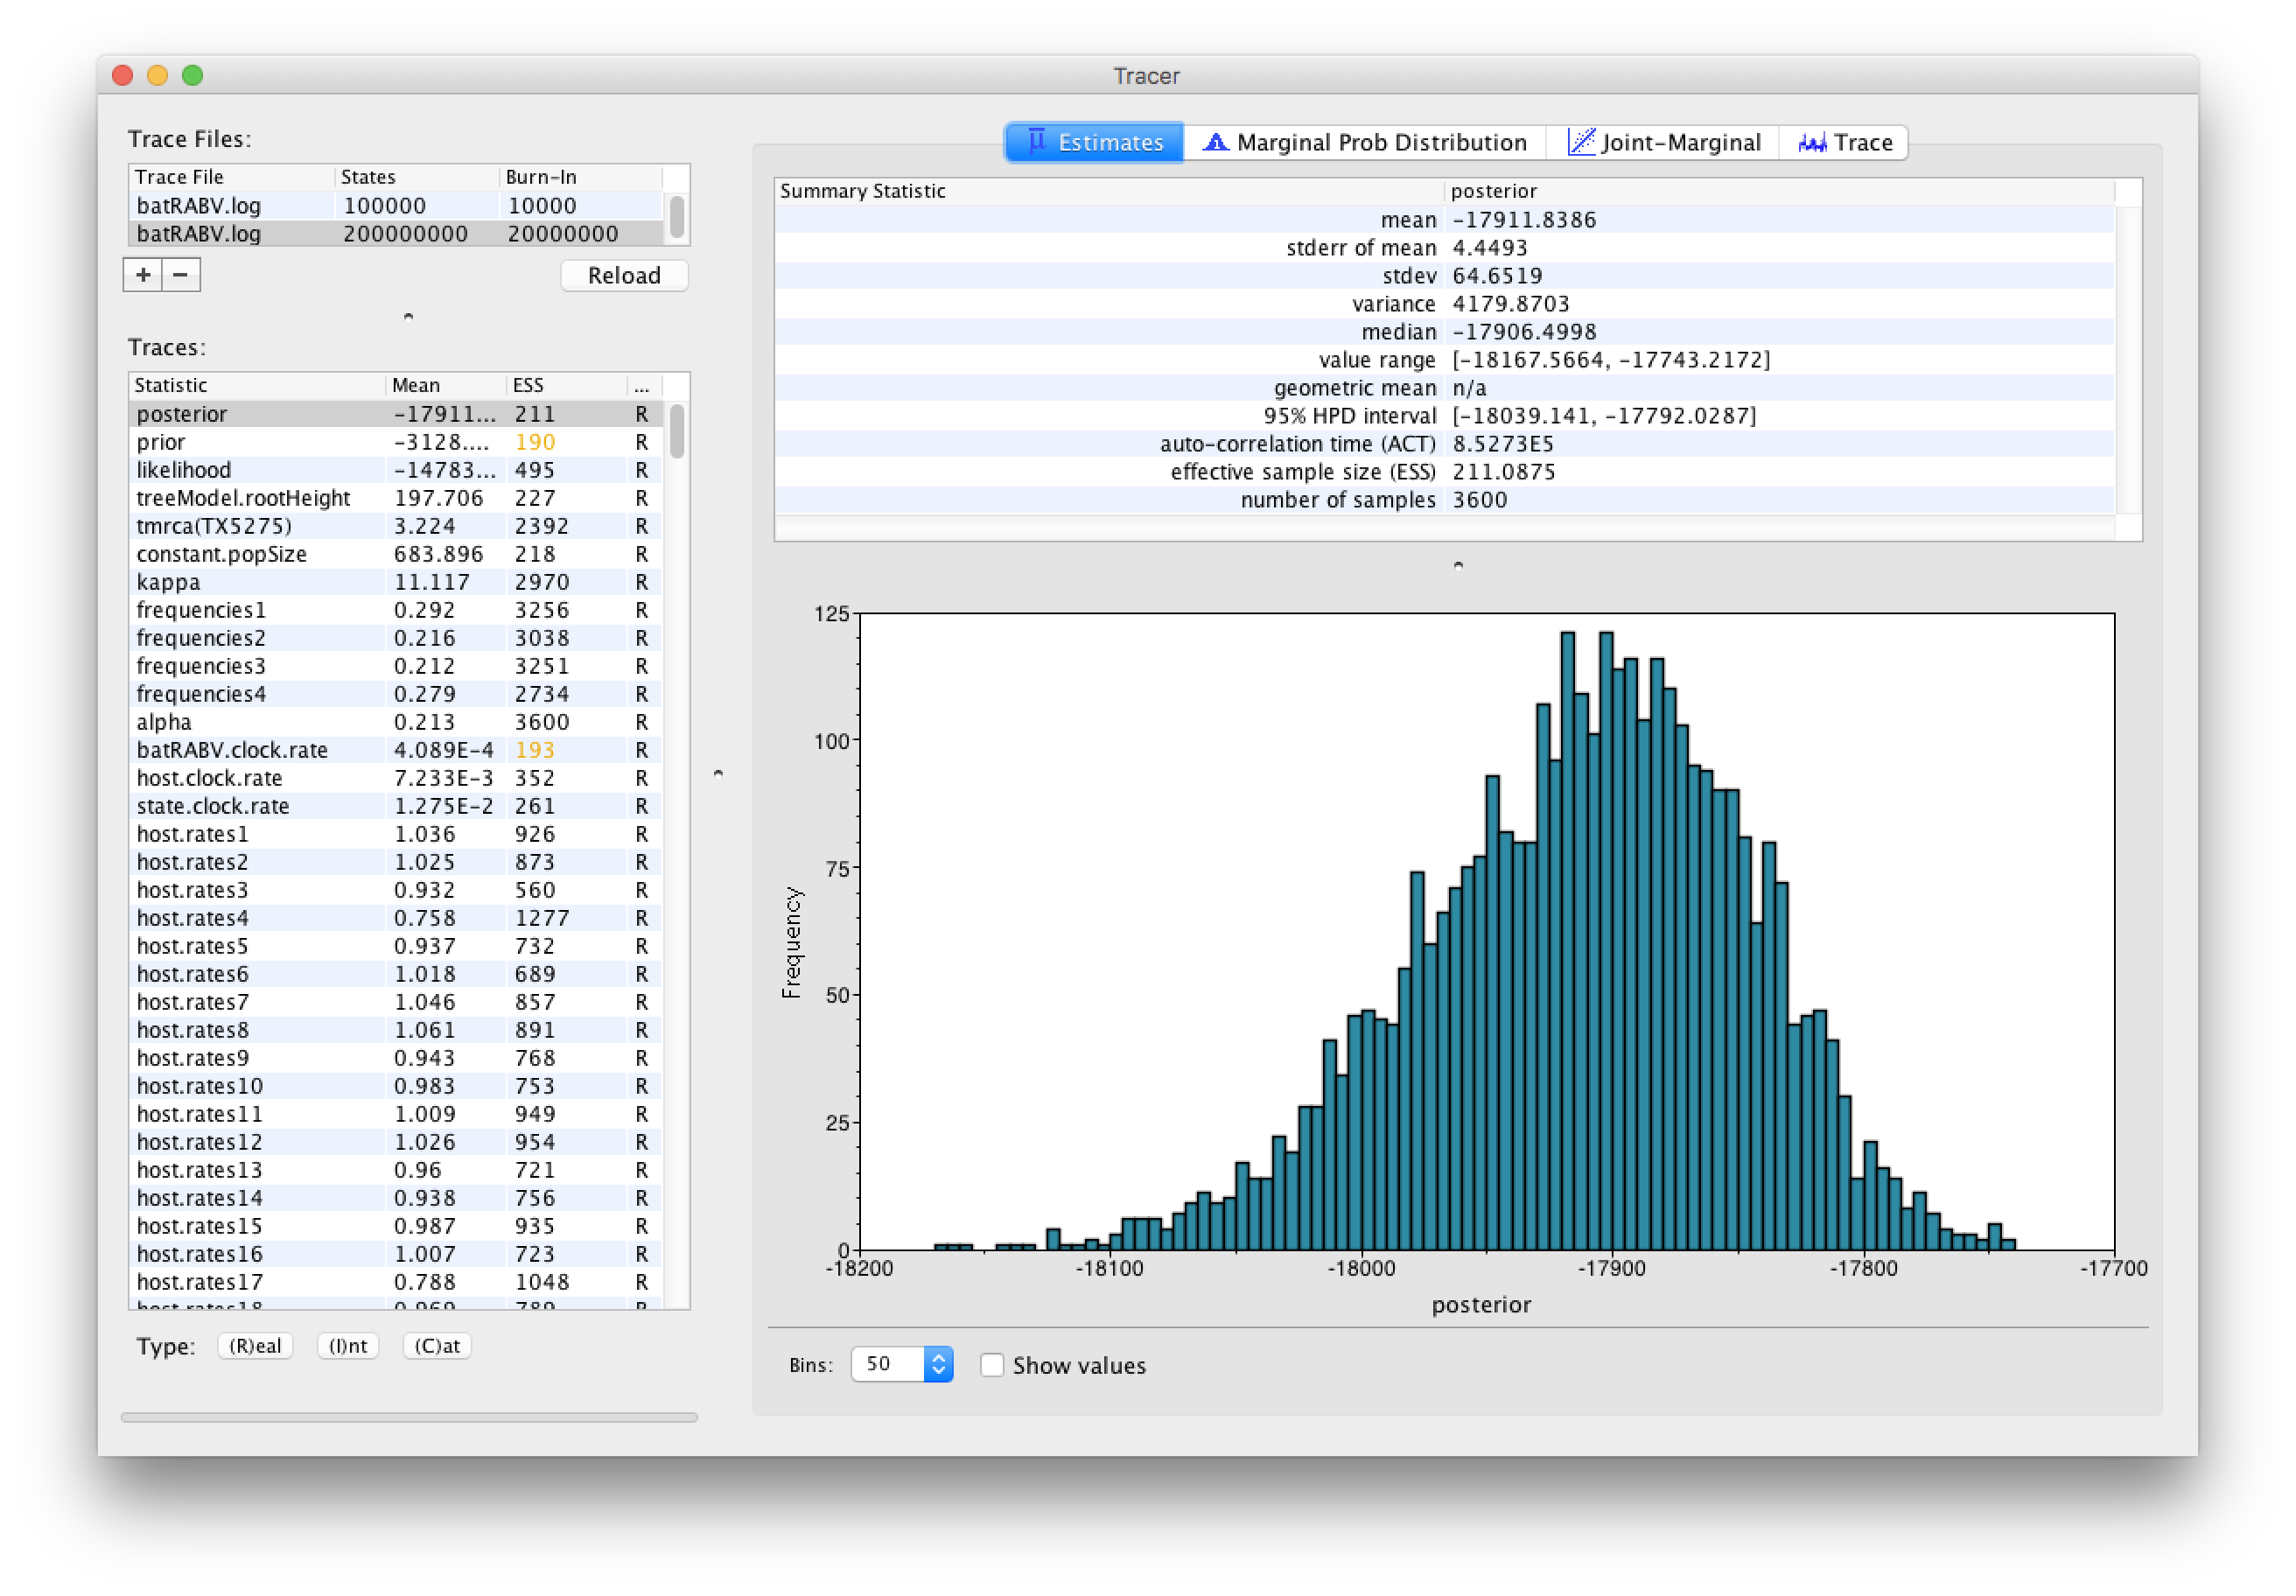 Tracer
Trace Files:
Trace File States Burn-In
batRABV.log 100000 10000
batRABV.log 200000000 20000000
+ − Reload
Traces:
Statistic Mean ESS ...
posterior -17911... 211 R
prior -3128.... 190 R
likelihood -14783... 495 R
treeModel.rootHeight 197.706 227 R
tmrca(TX5275) 3.224 2392 R
constant.popSize 683.896 218 R
kappa 11.117 2970 R
frequencies1 0.292 3256 R
frequencies2 0.216 3038 R
frequencies3 0.212 3251 R
frequencies4 0.279 2734 R
alpha 0.213 3600 R
batRABV.clock.rate 4.089E-4 193 R
host.clock.rate 7.233E-3 352 R
state.clock.rate 1.275E-2 261 R
host.rates1 1.036 926 R
host.rates2 1.025 873 R
host.rates3 0.932 560 R
host.rates4 0.758 1277 R
host.rates5 0.937 732 R
host.rates6 1.018 689 R
host.rates7 1.046 857 R
host.rates8 1.061 891 R
host.rates9 0.943 768 R
host.rates10 0.983 753 R
host.rates11 1.009 949 R
host.rates12 1.026 954 R
host.rates13 0.96 721 R
host.rates14 0.938 756 R
host.rates15 0.987 935 R
host.rates16 1.007 723 R
host.rates17 0.788 1048 R
host.rates18 0.969 789 R
Type: (R)eal (I)nt (C)at
Estimates Marginal Prob Distribution Joint-Marginal Trace
Summary Statistic posterior
mean -17911.8386
stderr of mean 4.4493
stdev 64.6519
variance 4179.8703
median -17906.4998
value range [-18167.5664, -17743.2172]
geometric mean n/a
95% HPD interval [-18039.141, -17792.0287]
auto-correlation time (ACT) 8.5273E5
effective sample size (ESS) 211.0875
number of samples 3600
125
100
75
50
25
0
Frequency
-18200 -18100 -18000 -17900 -17800 -17700
posterior
Bins: 50 Show values